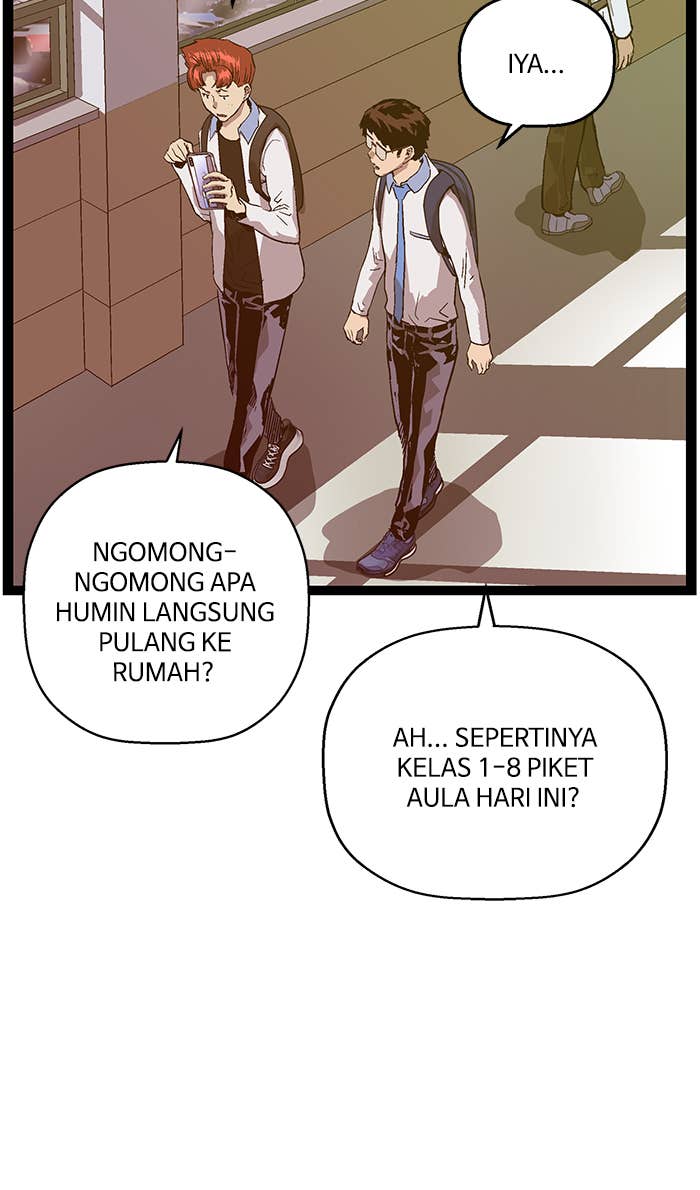 IYA...
NGOMONG-
NGOMONG APA
HUMIN LANGSUNG
PULANG KE
RUMAH?
AH... SEPERTINYA
KELAS 1-8 PIKET
AULA HARI INI?